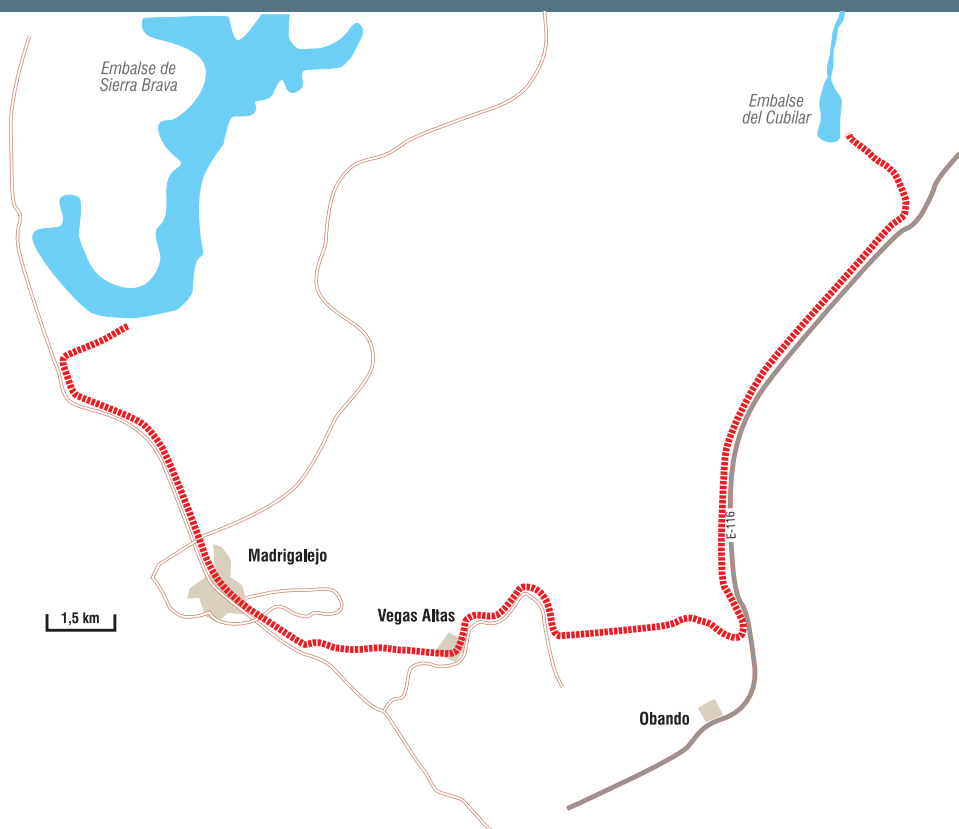 Embalse de
Sierra Brava
Embalse
del Cubilar
E-116
Madrigalejo
1,5 km
Vegas Altas
Obando